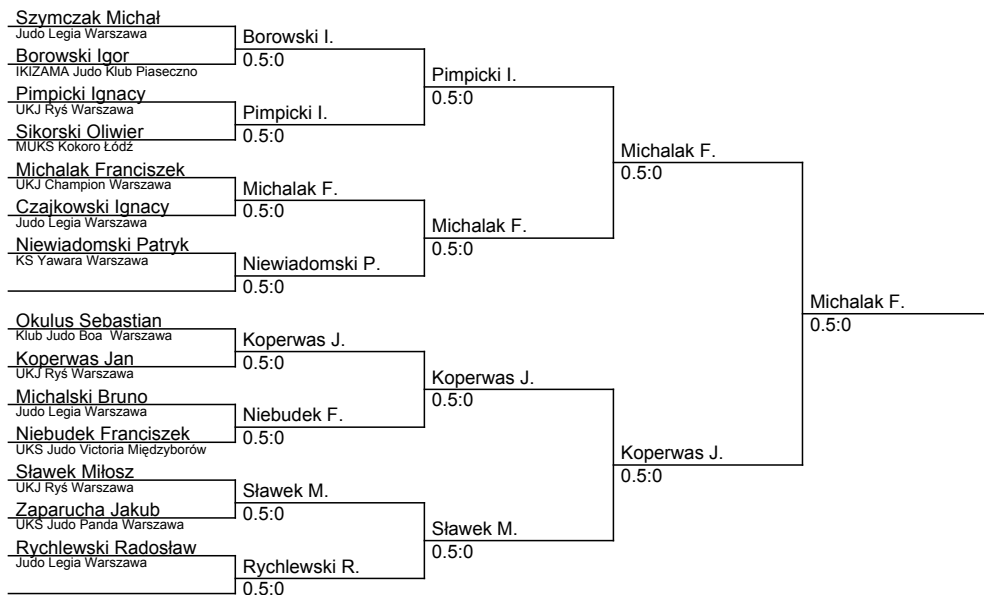 Szymczak Michał
Judo Legia Warszawa
Borowski Igor
IKIZAMA Judo Klub Piaseczno
Pimpicki Ignacy
UKJ Ryś Warszawa
Sikorski Oliwier
MUKS Kokoro Łódź
Michalak Franciszek
UKJ Champion Warszawa
Czajkowski Ignacy
Judo Legia Warszawa
Niewiadomski Patryk
KS Yawara Warszawa
Okulus Sebastian
Klub Judo Boa  Warszawa
Koperwas Jan
UKJ Ryś Warszawa
Michalski Bruno
Judo Legia Warszawa
Niebudek Franciszek
UKS Judo Victoria Międzyborów
Sławek Miłosz
UKJ Ryś Warszawa
Zaparucha Jakub
UKS Judo Panda Warszawa
Rychlewski Radosław
Judo Legia Warszawa
Borowski I.
0.5:0
Pimpicki I.
0.5:0
Michalak F.
0.5:0
Niewiadomski P.
0.5:0
Koperwas J.
0.5:0
Niebudek F.
0.5:0
Sławek M.
0.5:0
Rychlewski R.
0.5:0
Pimpicki I.
0.5:0
Michalak F.
0.5:0
Koperwas J.
0.5:0
Sławek M.
0.5:0
Michalak F.
0.5:0
Koperwas J.
0.5:0
Michalak F.
0.5:0